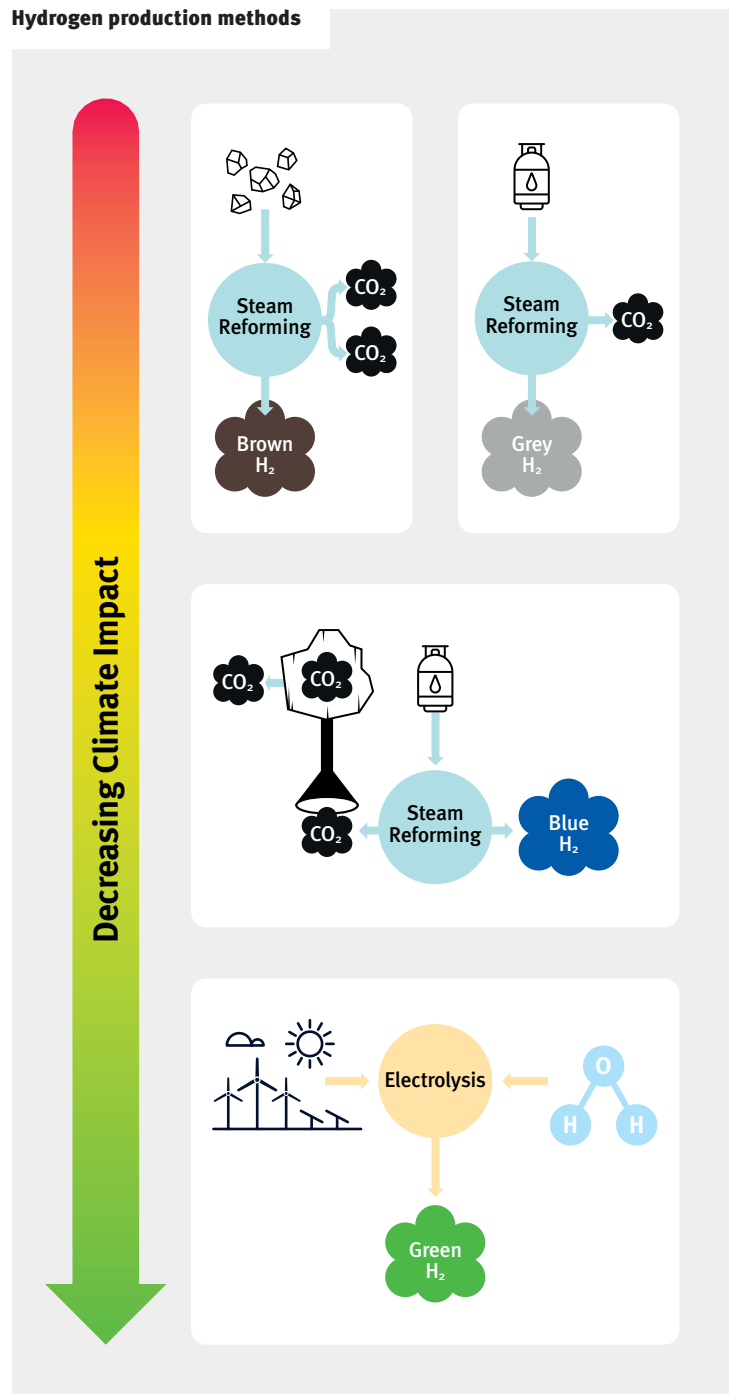 Hydrogen production methods
Decreasing Climate Impact
Steam
Reforming
CO₂
CO₂
Brown
H₂
Steam
Reforming
CO₂
Grey
H₂
CO₂
CO₂
CO₂
Steam
Reforming
Blue
H₂
Electrolysis
O
H
H
Green
H₂